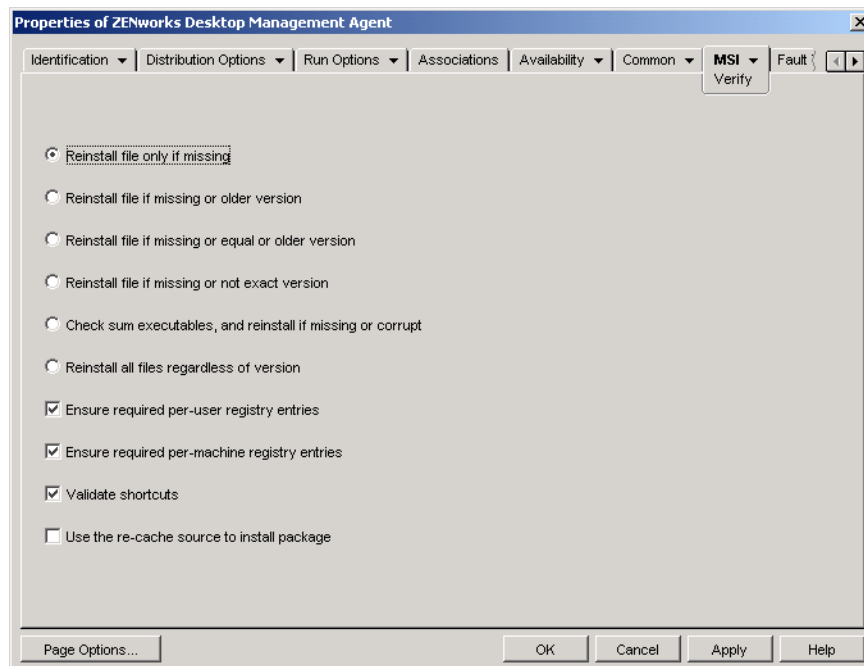 Properties of ZENworks Desktop Management Agent
Identification Distribution Options Run Options Associations Availability Common MSI Fault
Verify
Reinstall file only if missing
Reinstall file if missing or older version
Reinstall file if missing or equal or older version
Reinstall file if missing or not exact version
Check sum executables, and reinstall if missing or corrupt
Reinstall all files regardless of version
Ensure required per-user registry entries
Ensure required per-machine registry entries
Validate shortcuts
Use the re-cache source to install package
Page Options... OK Cancel Apply Help